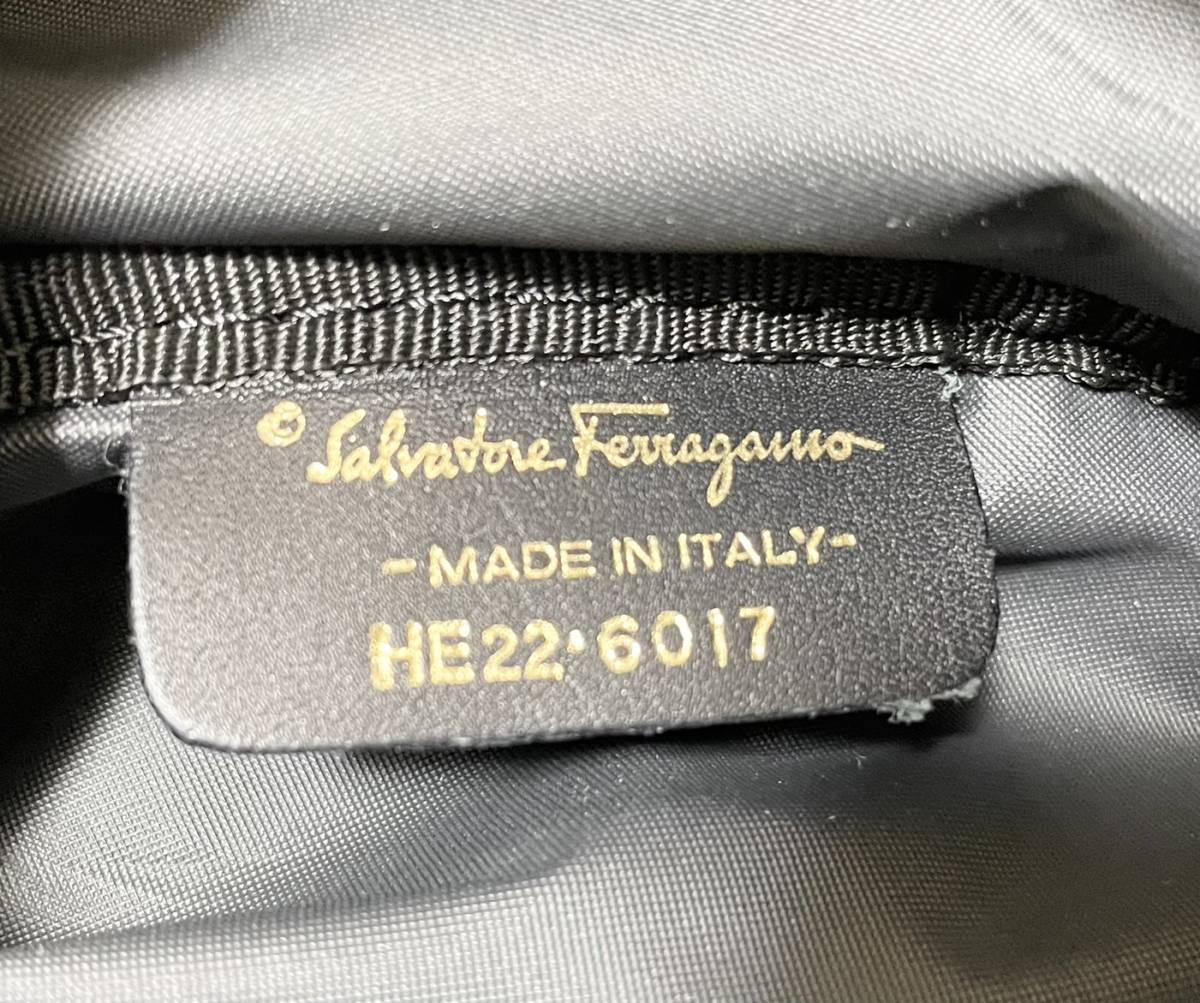 © Salvatore Ferragamo
-MADE IN ITALY-
HE22·6017